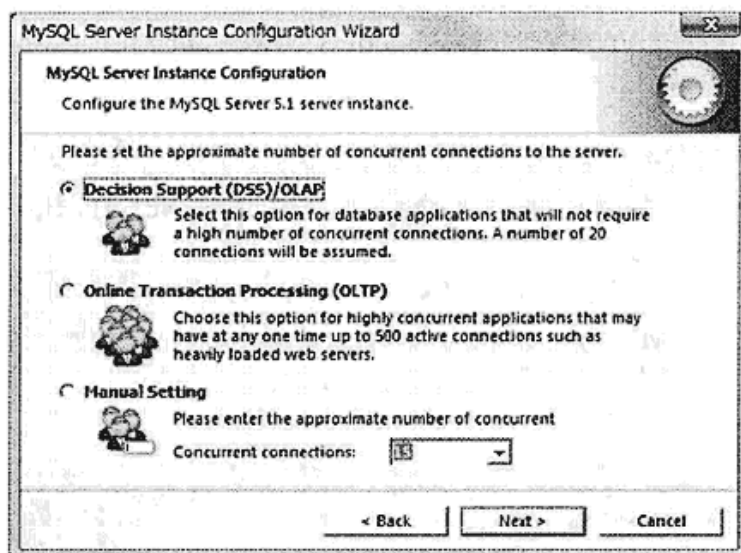 MySQL Server Instance Configuration Wizard
MySQL Server Instance Configuration
Configure the MySQL Server 5.1 server instance.
Please set the approximate number of concurrent connections to the server.
Decision Support (DSS)/OLAP
Select this option for database applications that will not require
a high number of concurrent connections. A number of 20
connections will be assumed.
Online Transaction Processing (OLTP)
Choose this option for highly concurrent applications that may
have at any one time up to 500 active connections such as
heavily loaded web servers.
Manual Setting
Please enter the approximate number of concurrent
Concurrent connections: 15
< Back Next > Cancel